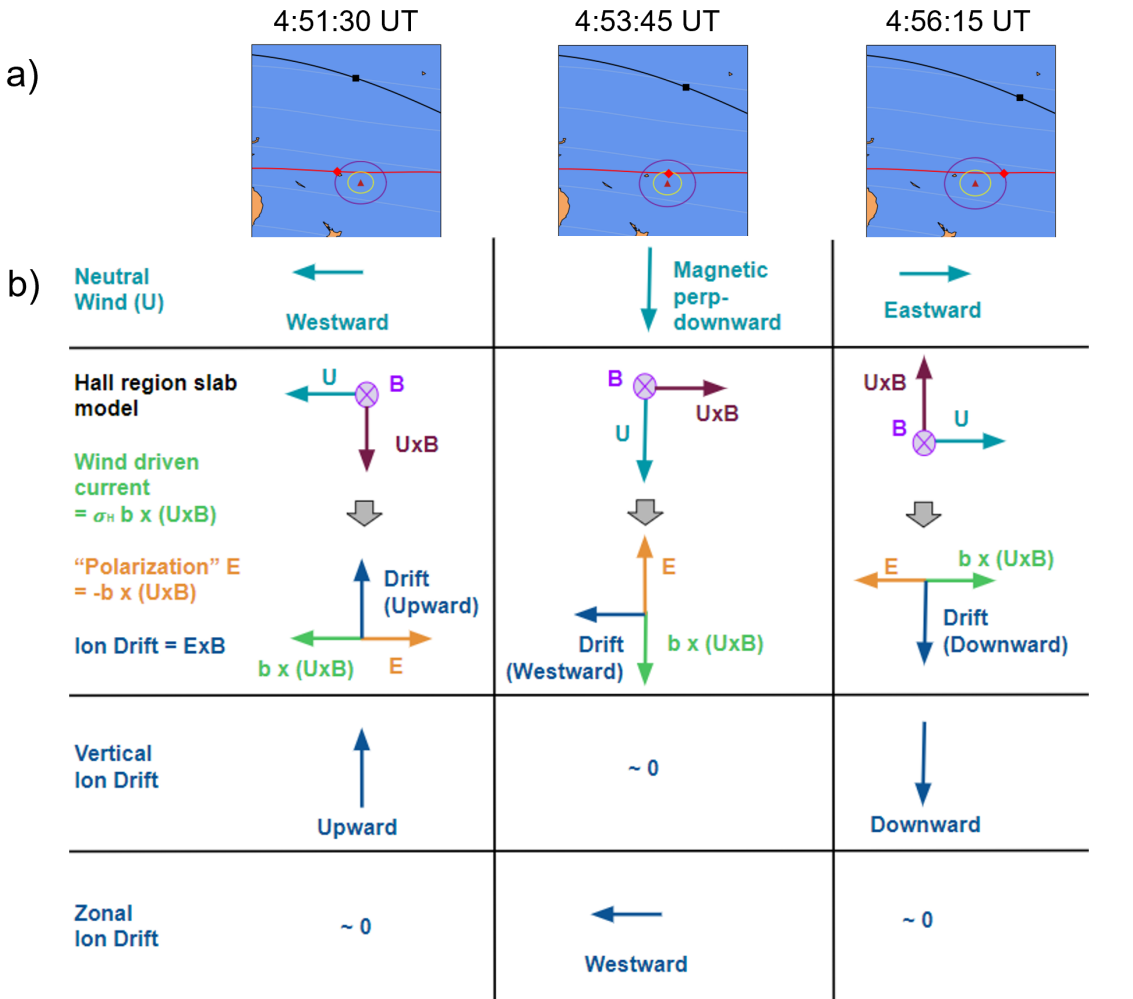 4:51:30 UT
4:53:45 UT
4:56:15 UT
a)
b)
Neutral
Wind (U)
Westward
Magnetic
perp-
downward
Eastward
Hall region slab
model
Wind driven
current
= σH b x (UxB)
“Polarization” E
= -b x (UxB)
Ion Drift = ExB
U
B
UxB
Drift
(Upward)
b x (UxB)
E
B
UxB
U
E
Drift
(Westward)
b x (UxB)
UxB
B
U
E
b x (UxB)
Drift
(Downward)
Vertical
Ion Drift
Upward
~ 0
Downward
Zonal
Ion Drift
~ 0
Westward
~ 0